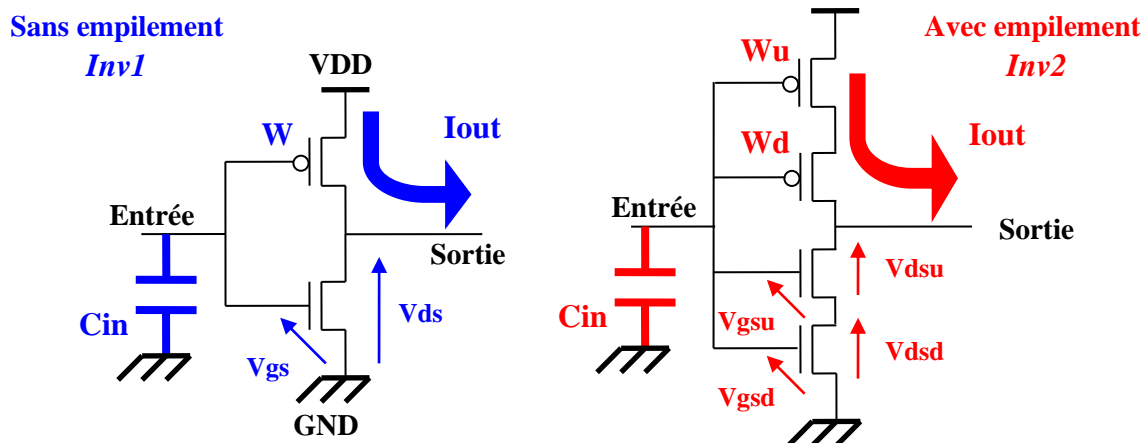 Sans empilement
Inv1
VDD
W
Iout
Entrée
Sortie
Cin
Vds
Vgs
GND
Avec empilement
Inv2
Wu
Wd
Iout
Entrée
Sortie
Cin
Vdsu
Vgsu
Vdsd
Vgsd